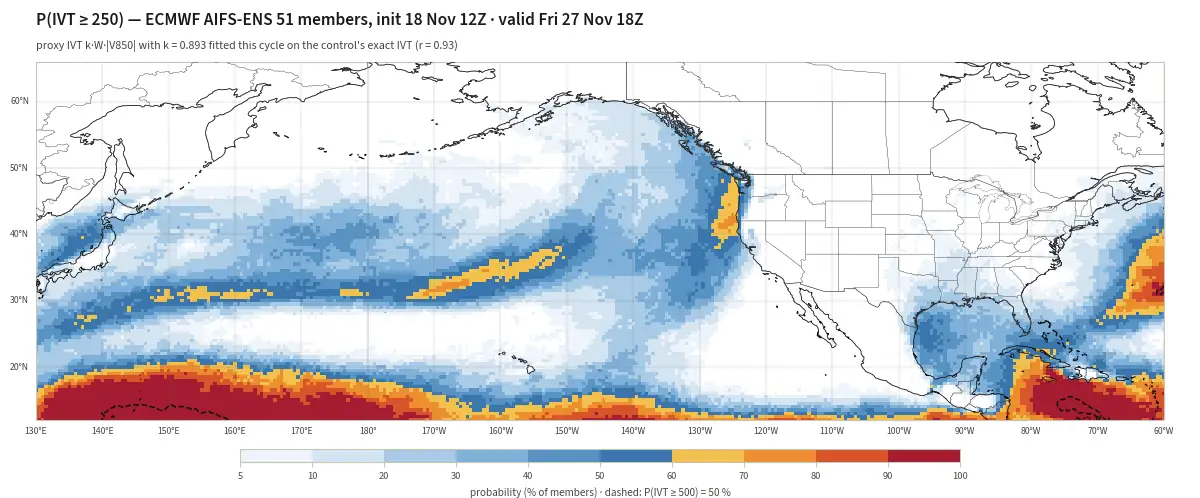 P(IVT ≥ 250) — ECMWF AIFS-ENS 51 members, init 18 Nov 12Z · valid Fri 27 Nov 18Z
proxy IVT k·W·|V850| with k = 0.893 fitted this cycle on the control's exact IVT (r = 0.93)
60°N
50°N
40°N
30°N
20°N
130°E 140°E 150°E 160°E 170°E 180° 170°W 160°W 150°W 140°W 130°W 120°W 110°W 100°W 90°W 80°W 70°W 60°W
5 10 20 30 40 50 60 70 80 90 100
probability (% of members) · dashed: P(IVT ≥ 500) = 50 %